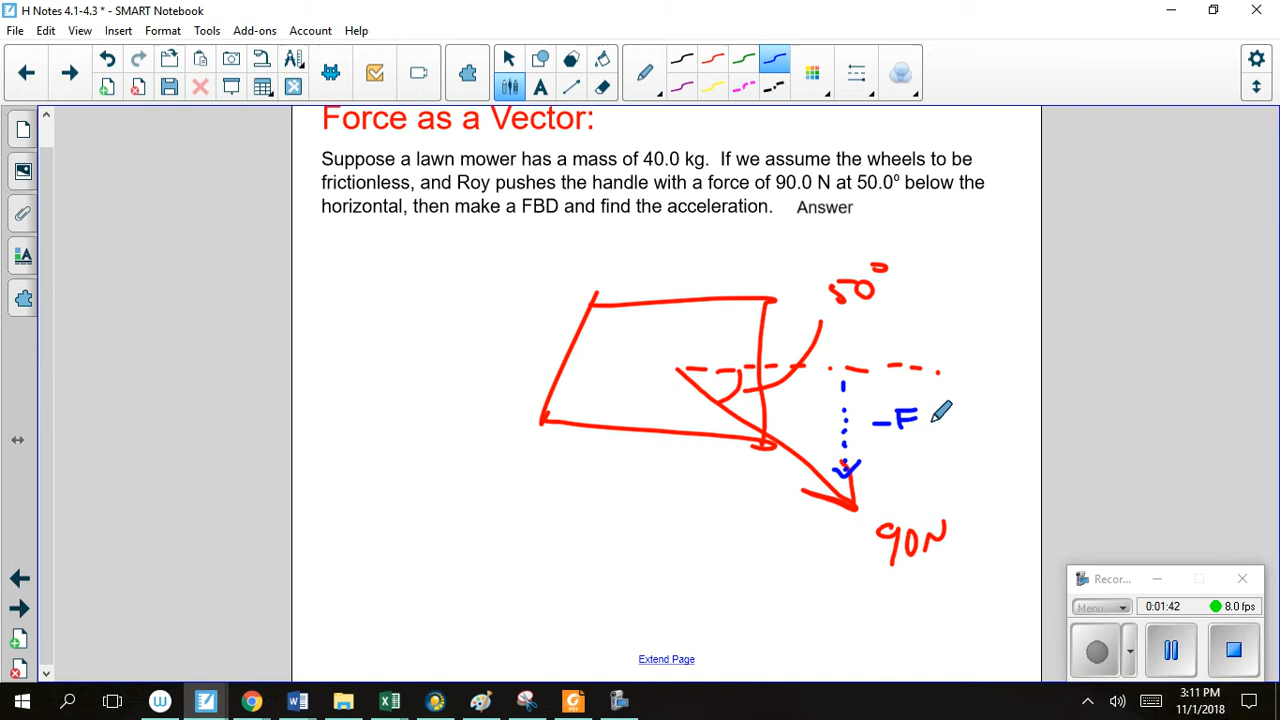 H Notes 4.1-4.3 * - SMART Notebook
File Edit View Insert Format Tools Add-ons Account Help
Force as a Vector:
Suppose a lawn mower has a mass of 40.0 kg. If we assume the wheels to be
frictionless, and Roy pushes the handle with a force of 90.0 N at 50.0º below the
horizontal, then make a FBD and find the acceleration. Answer
50°
-F
90N
Recor...
Menu
0:01:42
8.0 fps
Extend Page
3:11 PM
11/1/2018